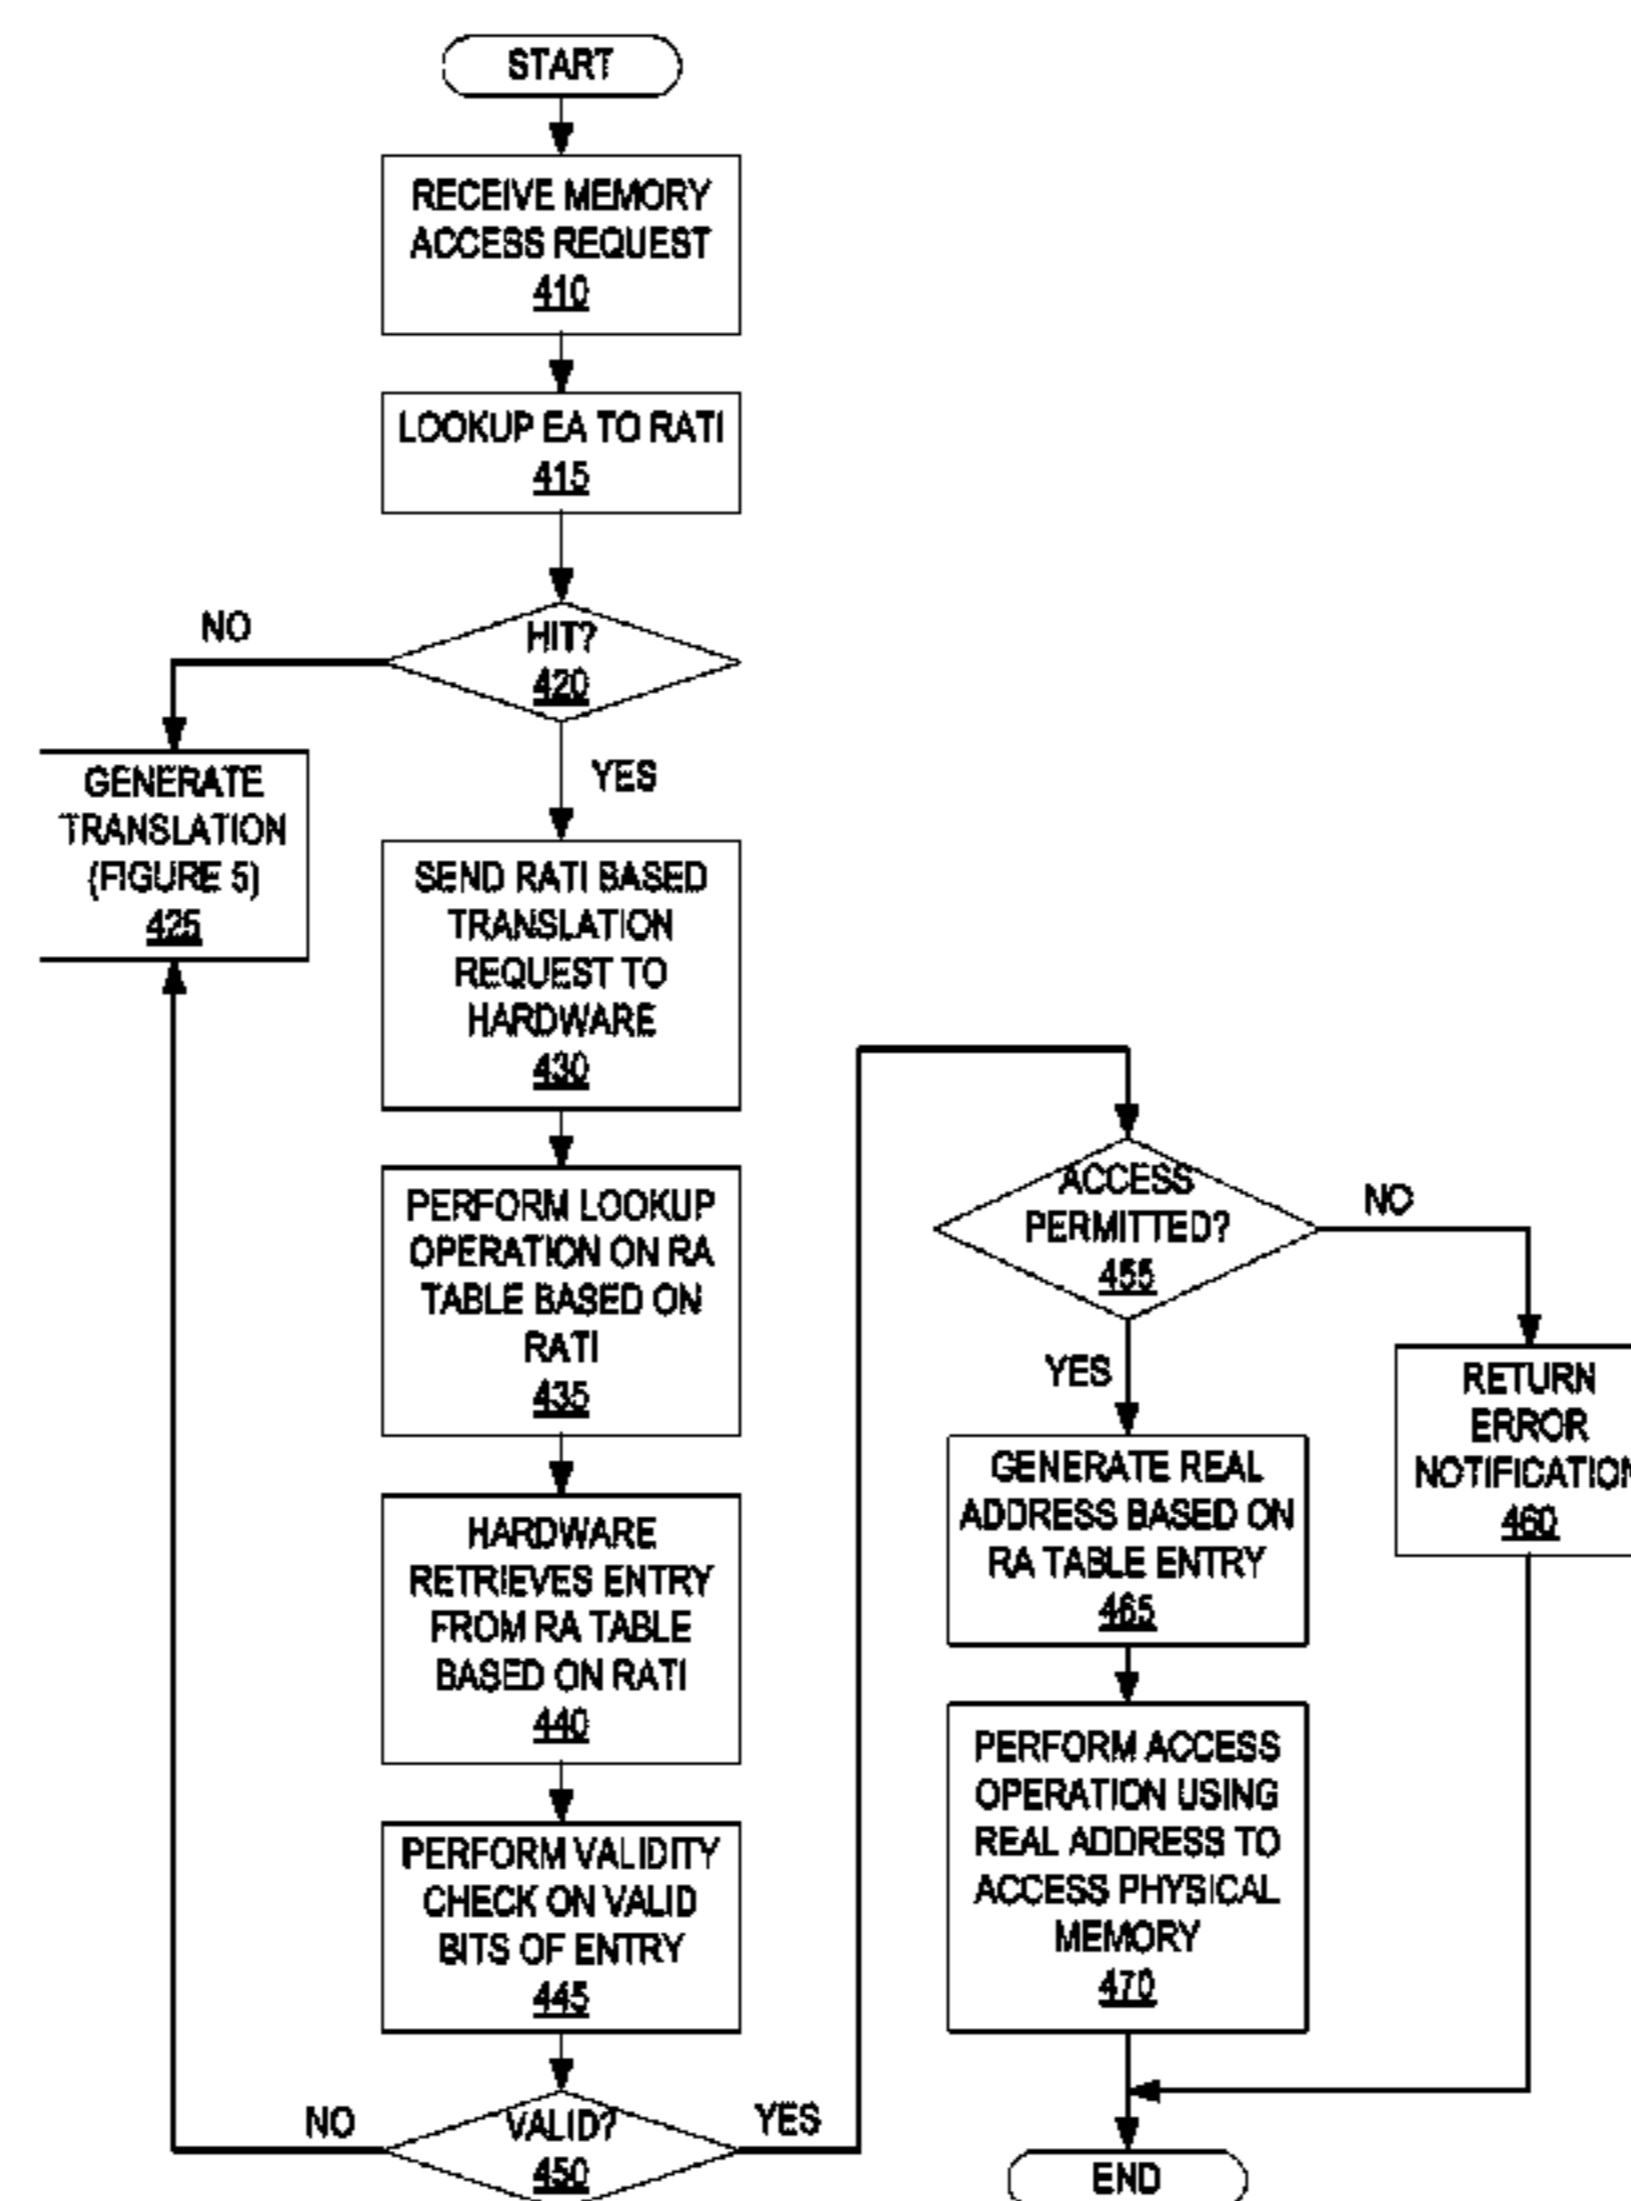 START
RECEIVE MEMORY
ACCESS REQUEST
410
LOOKUP EA TO RATI
415
HIT?
420
NO
YES
GENERATE
TRANSLATION
(FIGURE 5)
425
SEND RATI BASED
TRANSLATION
REQUEST TO
HARDWARE
430
PERFORM LOOKUP
OPERATION ON RA
TABLE BASED ON
RATI
435
HARDWARE
RETRIEVES ENTRY
FROM RA TABLE
BASED ON RATI
440
PERFORM VALIDITY
CHECK ON VALID
BITS OF ENTRY
445
VALID?
450
NO
YES
ACCESS
PERMITTED?
455
NO
YES
RETURN
ERROR
NOTIFICATION
460
GENERATE REAL
ADDRESS BASED ON
RA TABLE ENTRY
465
PERFORM ACCESS
OPERATION USING
REAL ADDRESS TO
ACCESS PHYSICAL
MEMORY
470
END